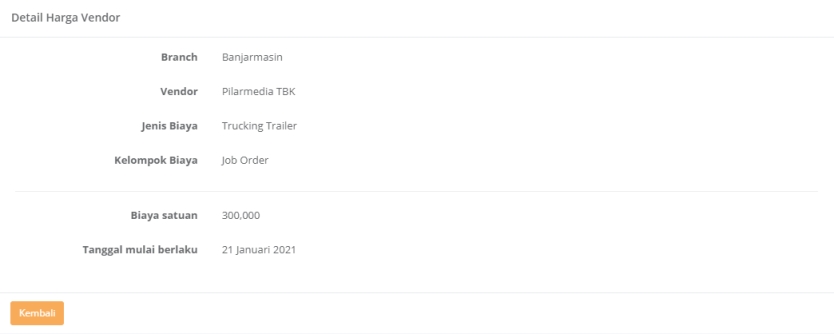 Detail Harga Vendor
Branch Banjarmasin
Vendor Pilarmedia TBK
Jenis Biaya Trucking Trailer
Kelompok Biaya Job Order
Biaya satuan 300,000
Tanggal mulai berlaku 21 Januari 2021
Kembali